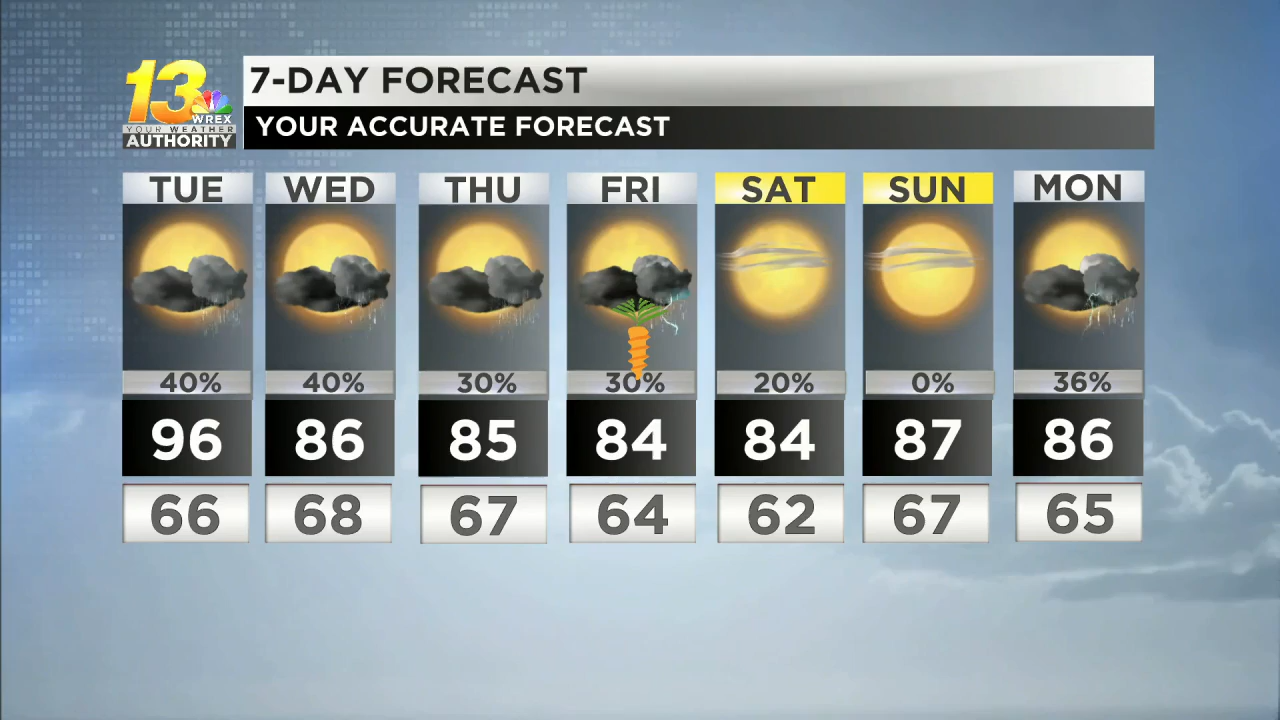 13
WREX
YOUR WEATHER
AUTHORITY
7-DAY FORECAST
YOUR ACCURATE FORECAST
TUE WED THU FRI SAT SUN MON
40% 40% 30% 30% 20% 0% 36%
96 86 85 84 84 87 86
66 68 67 64 62 67 65